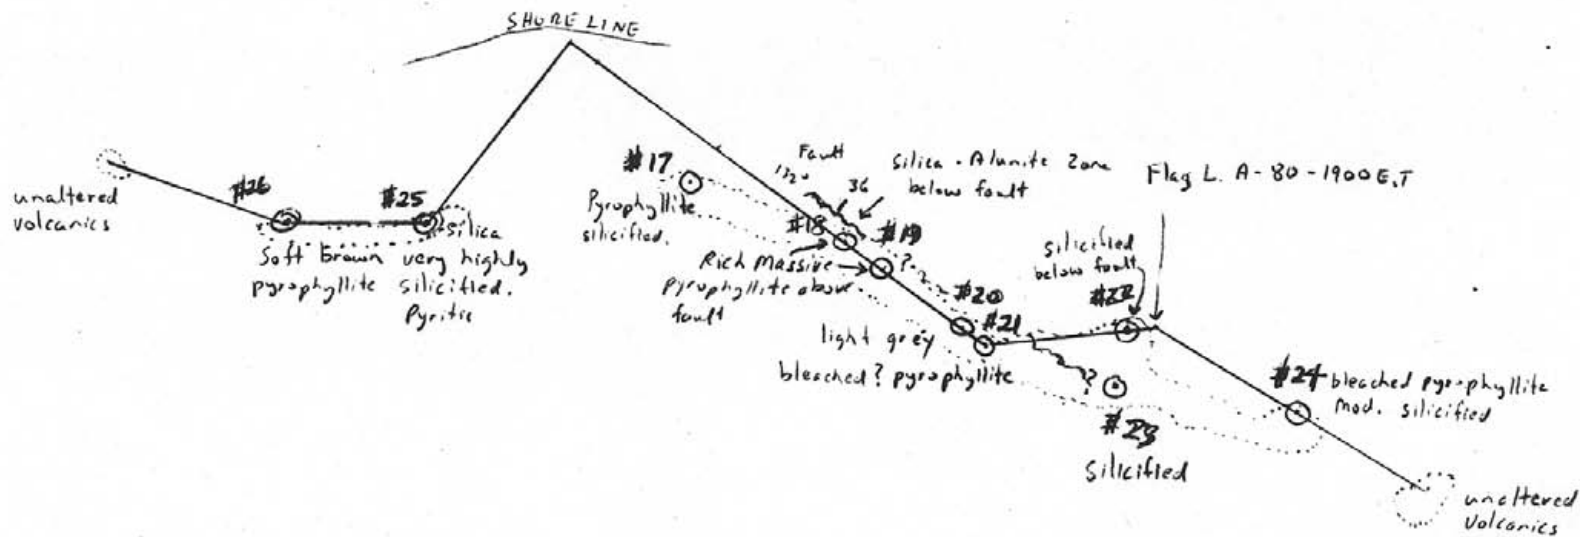 SHORE LINE
unaltered
volcanics
#26
#25
Silica
Soft brown
pyrophyllite
very highly
silicified.
Pyritic
#17
Pyrophyllite
silicified.
Fault
132°
36
Silica - Alunite Zone
below fault
#18
#19
?
Rich Massive
Pyrophyllite above
fault
#20
#21
light grey
bleached? pyrophyllite
?
silicified
below fault
#22
Flag L. A-80-1900 E,T
#23
Silicified
#24
bleached pyrophyllite
Mod. silicified
unaltered
Volcanics